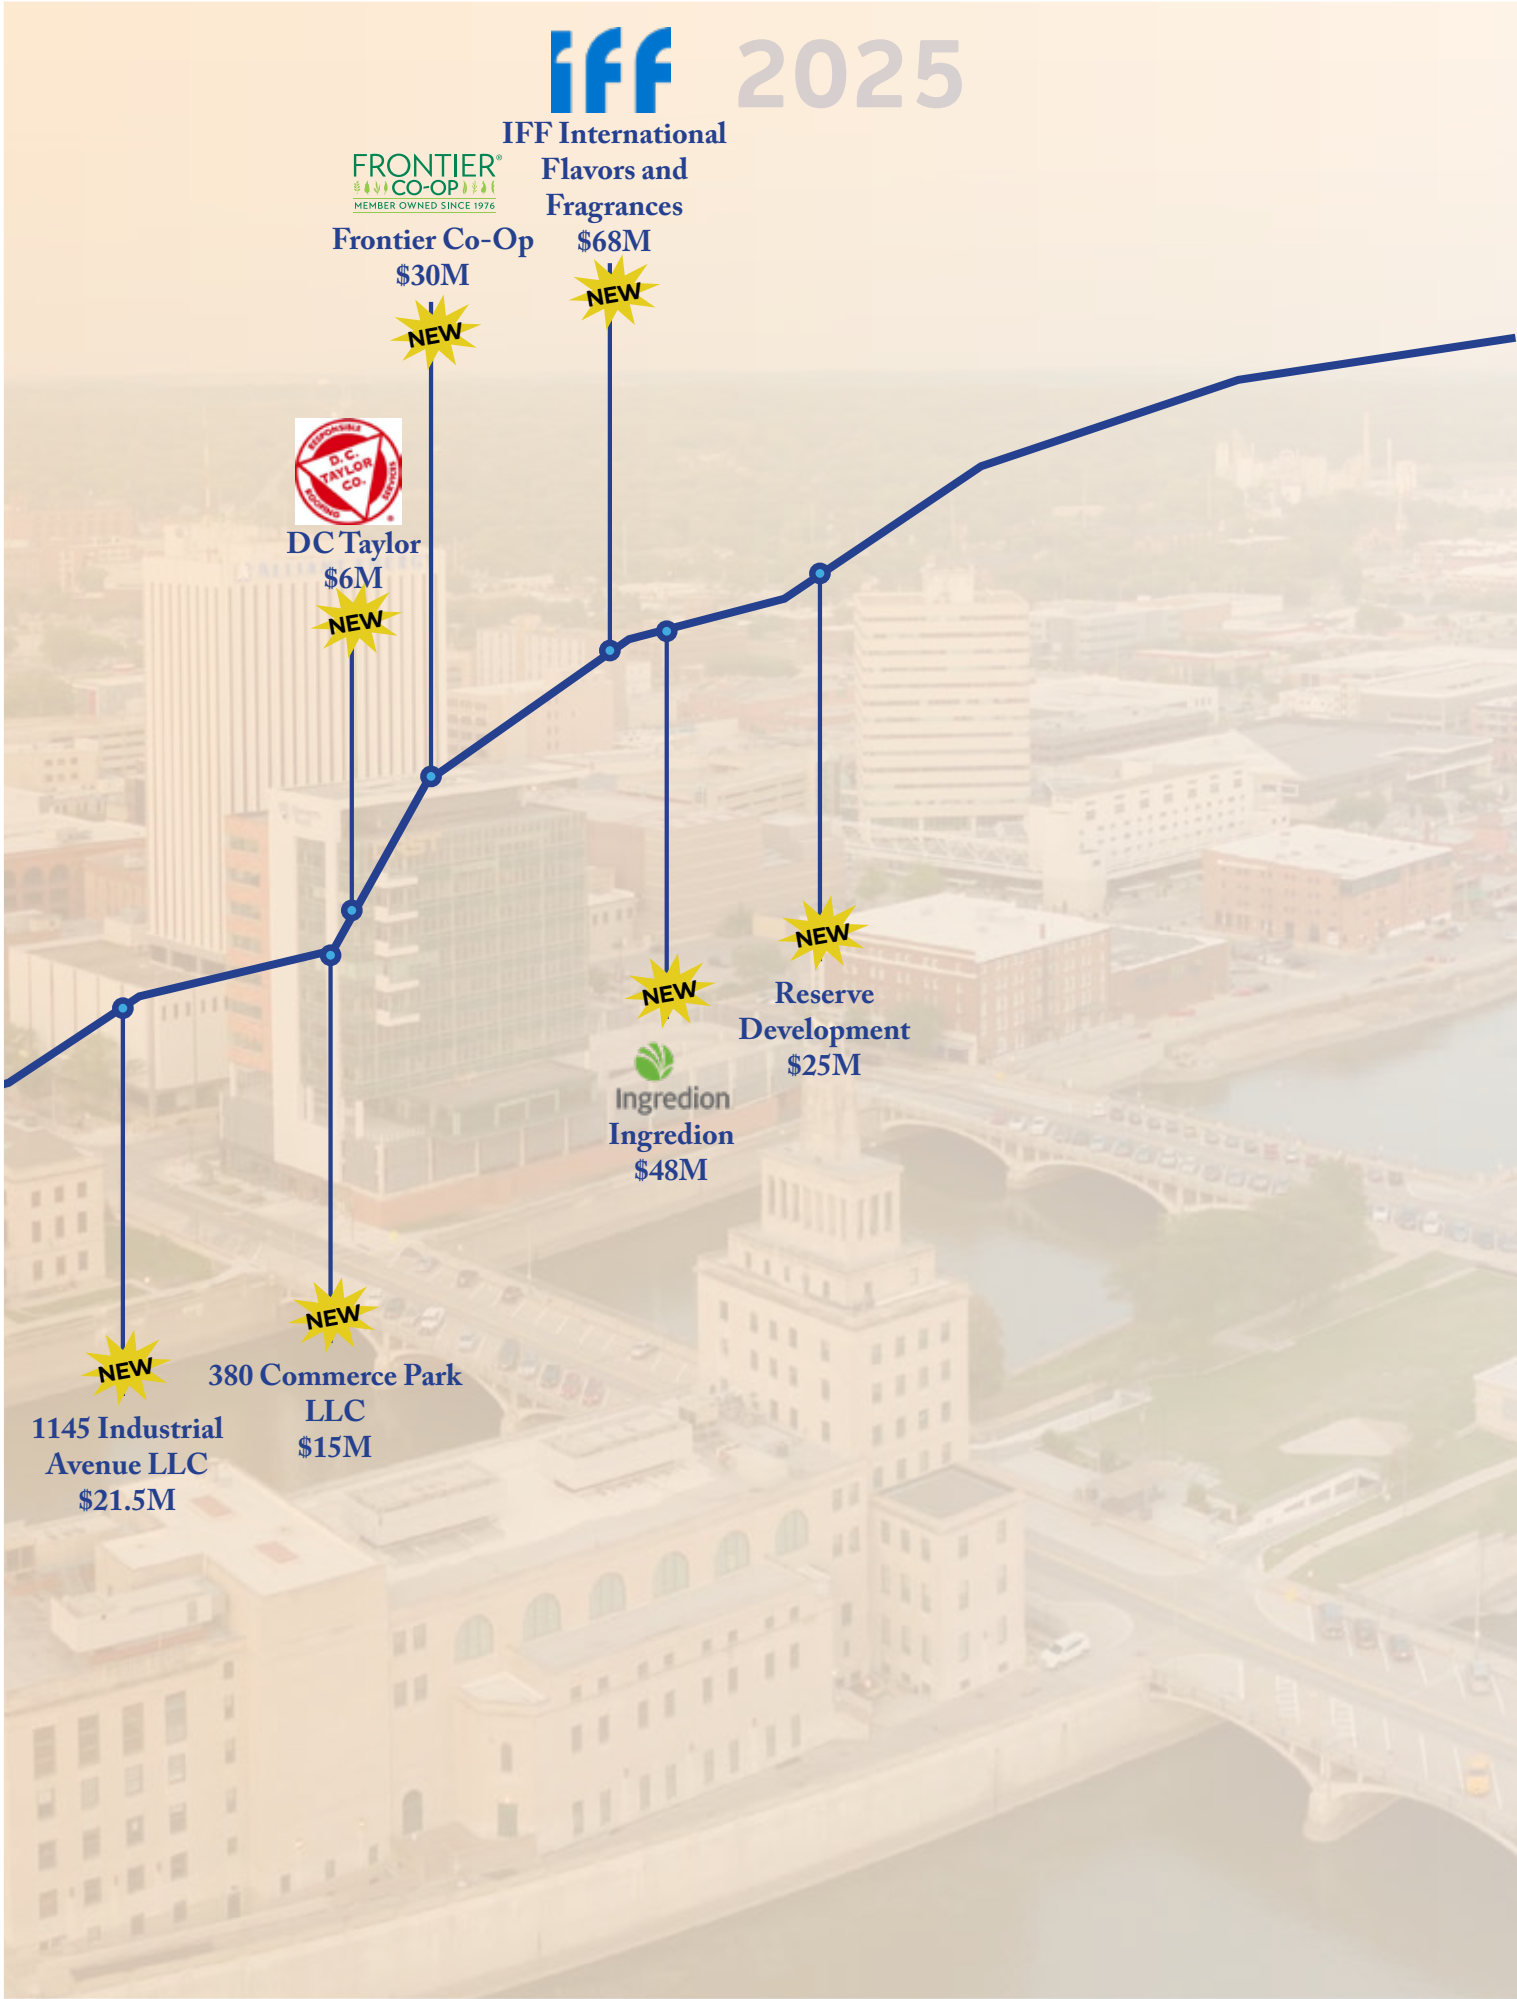 iff
2025
IFF International
Flavors and
Fragrances
$68M
NEW
FRONTIER®
CO-OP
MEMBER OWNED SINCE 1976
Frontier Co-Op
$30M
NEW
RESPONSIBLE
D. C.
TAYLOR
CO.
ROOFING
SERVICES
®
DC Taylor
$6M
NEW
NEW
Reserve
Development
$25M
NEW
Ingredion
Ingredion
$48M
NEW
380 Commerce Park
LLC
$15M
NEW
1145 Industrial
Avenue LLC
$21.5M